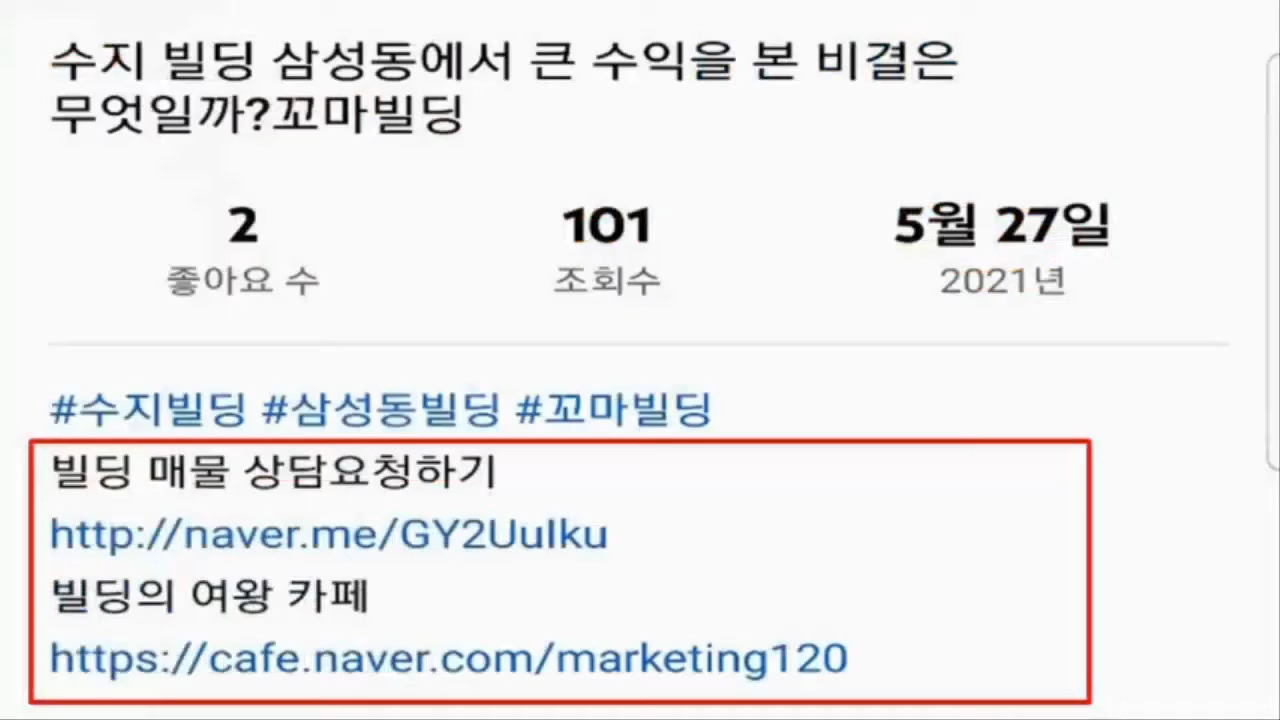 수지 빌딩 삼성동에서 큰 수익을 본 비결은
무엇일까?꼬마빌딩
2 101 5월 27일
좋아요 수 조회수 2021년
#수지빌딩 #삼성동빌딩 #꼬마빌딩
빌딩 매물 상담요청하기
http://naver.me/GY2UuIku
빌딩의 여왕 카페
https://cafe.naver.com/marketing120